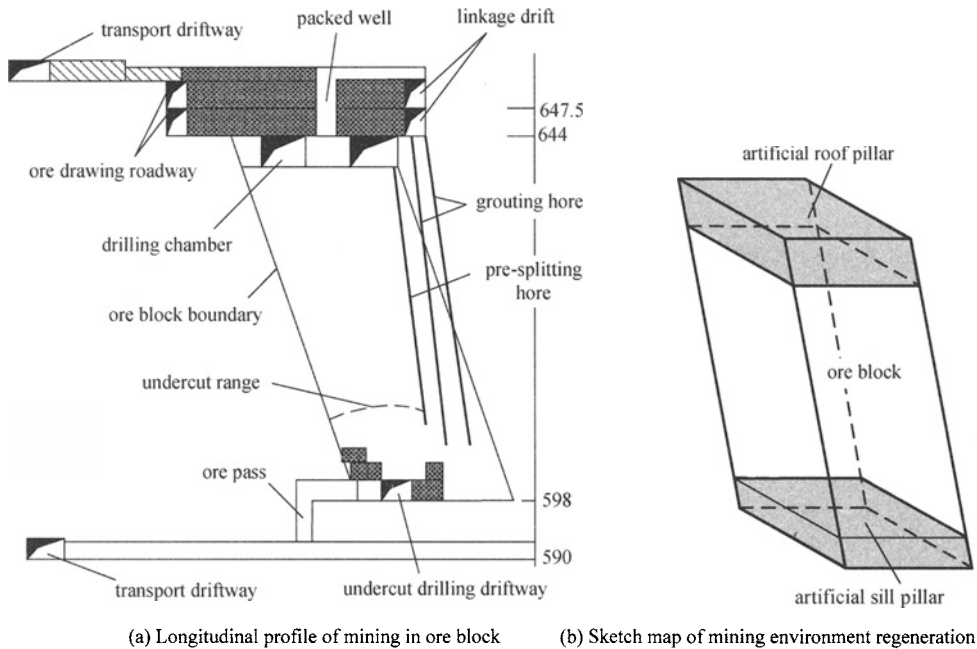 packed well
linkage drift
transport driftway
647.5
644
ore drawing roadway
artificial roof pillar
grouting hore
drilling chamber
pre-splitting
hore
ore block boundary
ore block
undercut range
ore pass
598
590
transport driftway
undercut drilling driftway
artificial sill pillar
(a) Longitudinal profile of mining in ore block
(b) Sketch map of mining environment regeneration